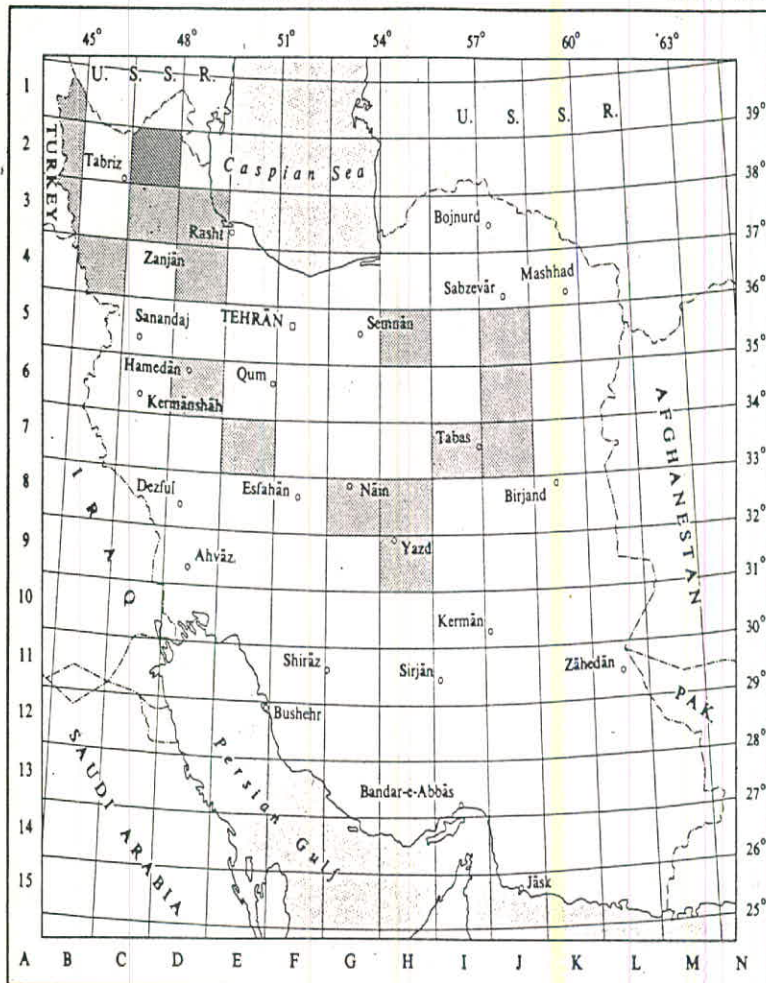 45° 48° 51° 54° 57° 60° 63°
1 U. S. S. R. 39°
U. S. S. R.
2 38°
TURKEY
Tabriz
Caspian Sea
3 Bojnurd 37°
Rasht
4 Zanjān Mashhad 36°
Sabzevār
5 Sanandaj TEHRĀN Semnān 35°
6 Hamedān Qum 34°
Kermānshāh
AFGHANESTAN
7 Tabas 33°
8 Dezful Esfahān Nāin Birjand 32°
IRAQ
9 Ahvāz Yazd 31°
10 Kermān 30°
11 Shirāz Sirjān Zāhedān 29°
PAK
12 Bushehr 28°
SAUDI ARABIA
Persian Gulf
13 Bandar-e-Abbās 27°
14 26°
15 Jāsk 25°
A B C D E F G H I J K L M N